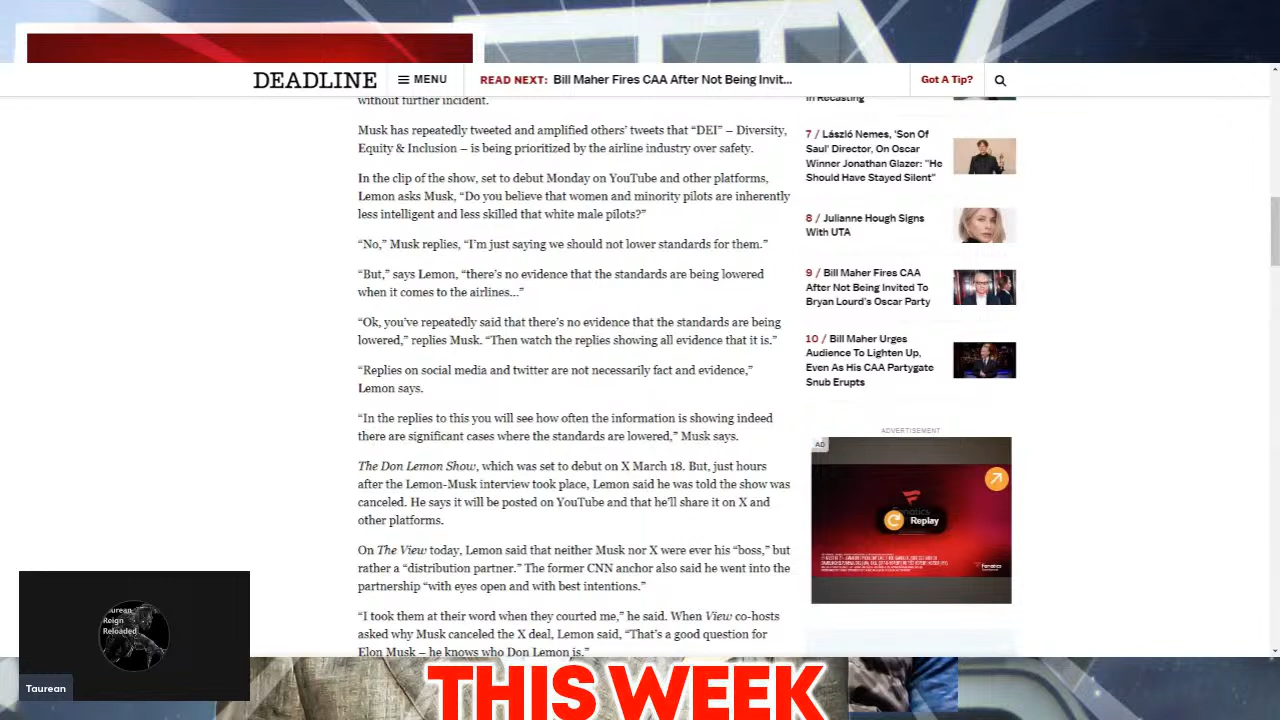 DEADLINE
MENU
READ NEXT: Bill Maher Fires CAA After Not Being Invit...
Got A Tip?
without further incident.
Musk has repeatedly tweeted and amplified others' tweets that “DEI” – Diversity,
Equity & Inclusion – is being prioritized by the airline industry over safety.
In the clip of the show, set to debut Monday on YouTube and other platforms,
Lemon asks Musk, “Do you believe that women and minority pilots are inherently
less intelligent and less skilled that white male pilots?”
“No,” Musk replies, “I'm just saying we should not lower standards for them.”
“But,” says Lemon, “there's no evidence that the standards are being lowered
when it comes to the airlines...”
“Ok, you've repeatedly said that there's no evidence that the standards are being
lowered,” replies Musk. “Then watch the replies showing all evidence that it is.”
“Replies on social media and twitter are not necessarily fact and evidence,”
Lemon says.
“In the replies to this you will see how often the information is showing indeed
there are significant cases where the standards are lowered,” Musk says.
The Don Lemon Show, which was set to debut on X March 18. But, just hours
after the Lemon-Musk interview took place, Lemon said he was told the show was
canceled. He says it will be posted on YouTube and that he'll share it on X and
other platforms.
On The View today, Lemon said that neither Musk nor X were ever his “boss,” but
rather a “distribution partner.” The former CNN anchor also said he went into the
partnership “with eyes open and with best intentions.”
“I took them at their word when they courted me,” he said. When View co-hosts
asked why Musk canceled the X deal, Lemon said, “That's a good question for
Elon Musk – he knows who Don Lemon is.”
In Recasting
7 / László Nemes, 'Son Of
Saul' Director, On Oscar
Winner Jonathan Glazer: "He
Should Have Stayed Silent"
8 / Julianne Hough Signs
With UTA
9 / Bill Maher Fires CAA
After Not Being Invited To
Bryan Lourd's Oscar Party
10 / Bill Maher Urges
Audience To Lighten Up,
Even As His CAA Partygate
Snub Erupts
ADVERTISEMENT
AD
Fanatics
Replay
Fanatics
Taurean
Reign
Reloaded
Taurean
THIS WEEK